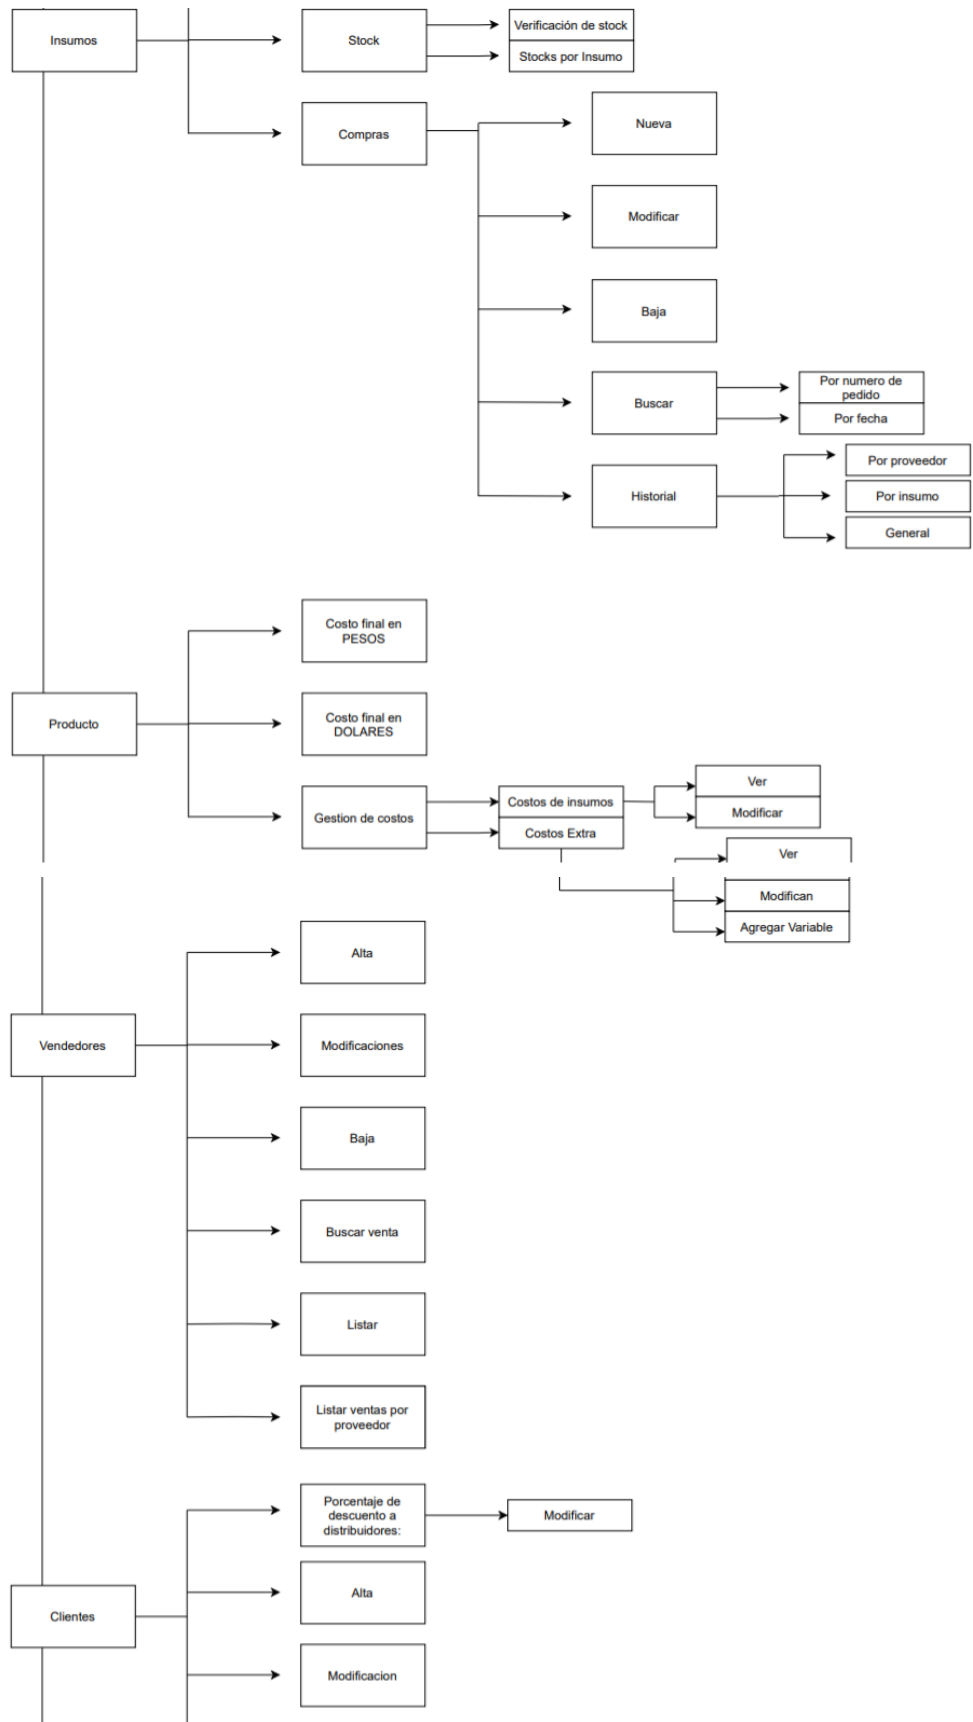 Insumos
Stock
Verificación de stock
Stocks por Insumo
Compras
Nueva
Modificar
Baja
Buscar
Por numero de
pedido
Por fecha
Historial
Por proveedor
Por insumo
General
Producto
Costo final en
PESOS
Costo final en
DOLARES
Gestion de costos
Costos de insumos
Ver
Modificar
Costos Extra
Ver
Modifican
Agregar Variable
Vendedores
Alta
Modificaciones
Baja
Buscar venta
Listar
Listar ventas por
proveedor
Clientes
Porcentaje de
descuento a
distribuidores:
Modificar
Alta
Modificacion